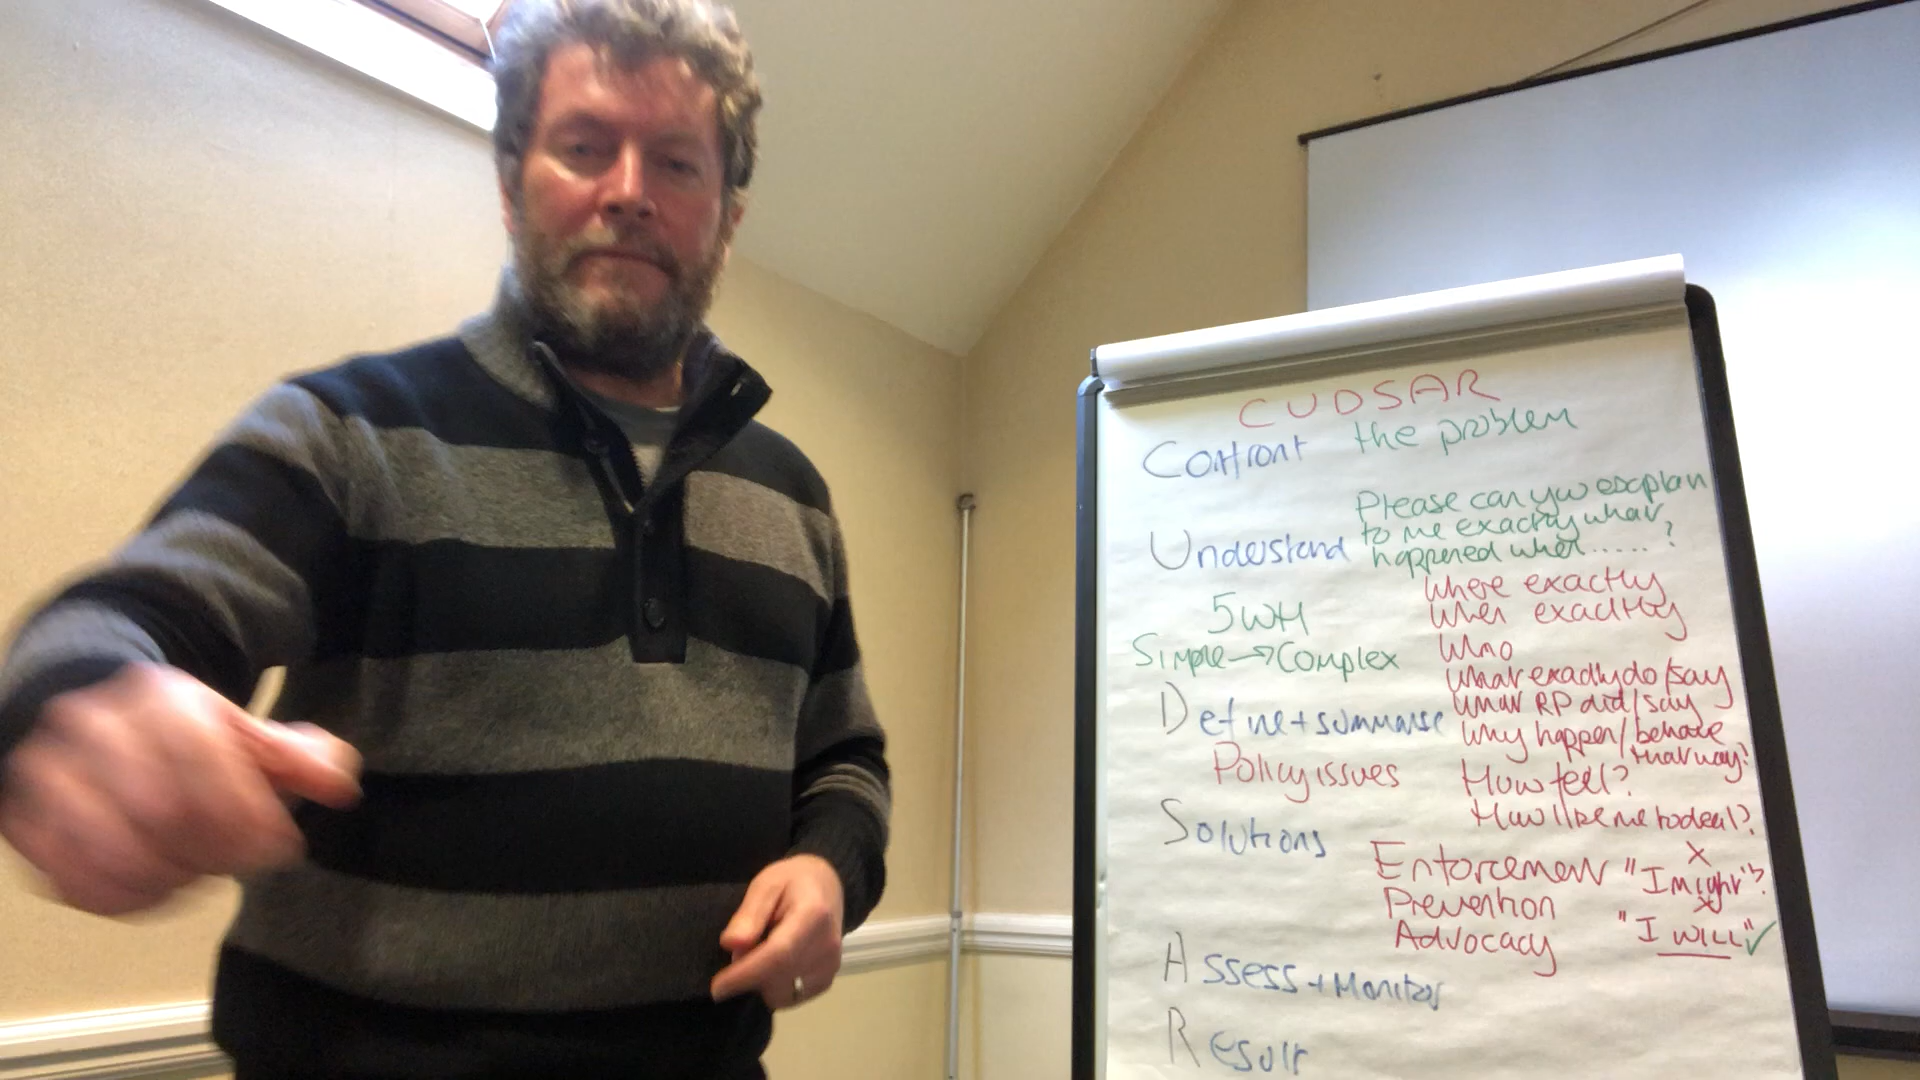 CUDSAR
Confront the problem
Please can you escplan
to me exactly what
Understand happened when......?
Where exactly
5WH When exactly
Simple→Complex Who
What exactly do/say
Define+summarise What RP did/say
Why happen/behave
that way?
Policy issues How feel?
Solutions How like me to deal?
Enforcement "I might"? X
Prevention X
Advocacy "I WILL" ✓
Assess+Monitor
Result